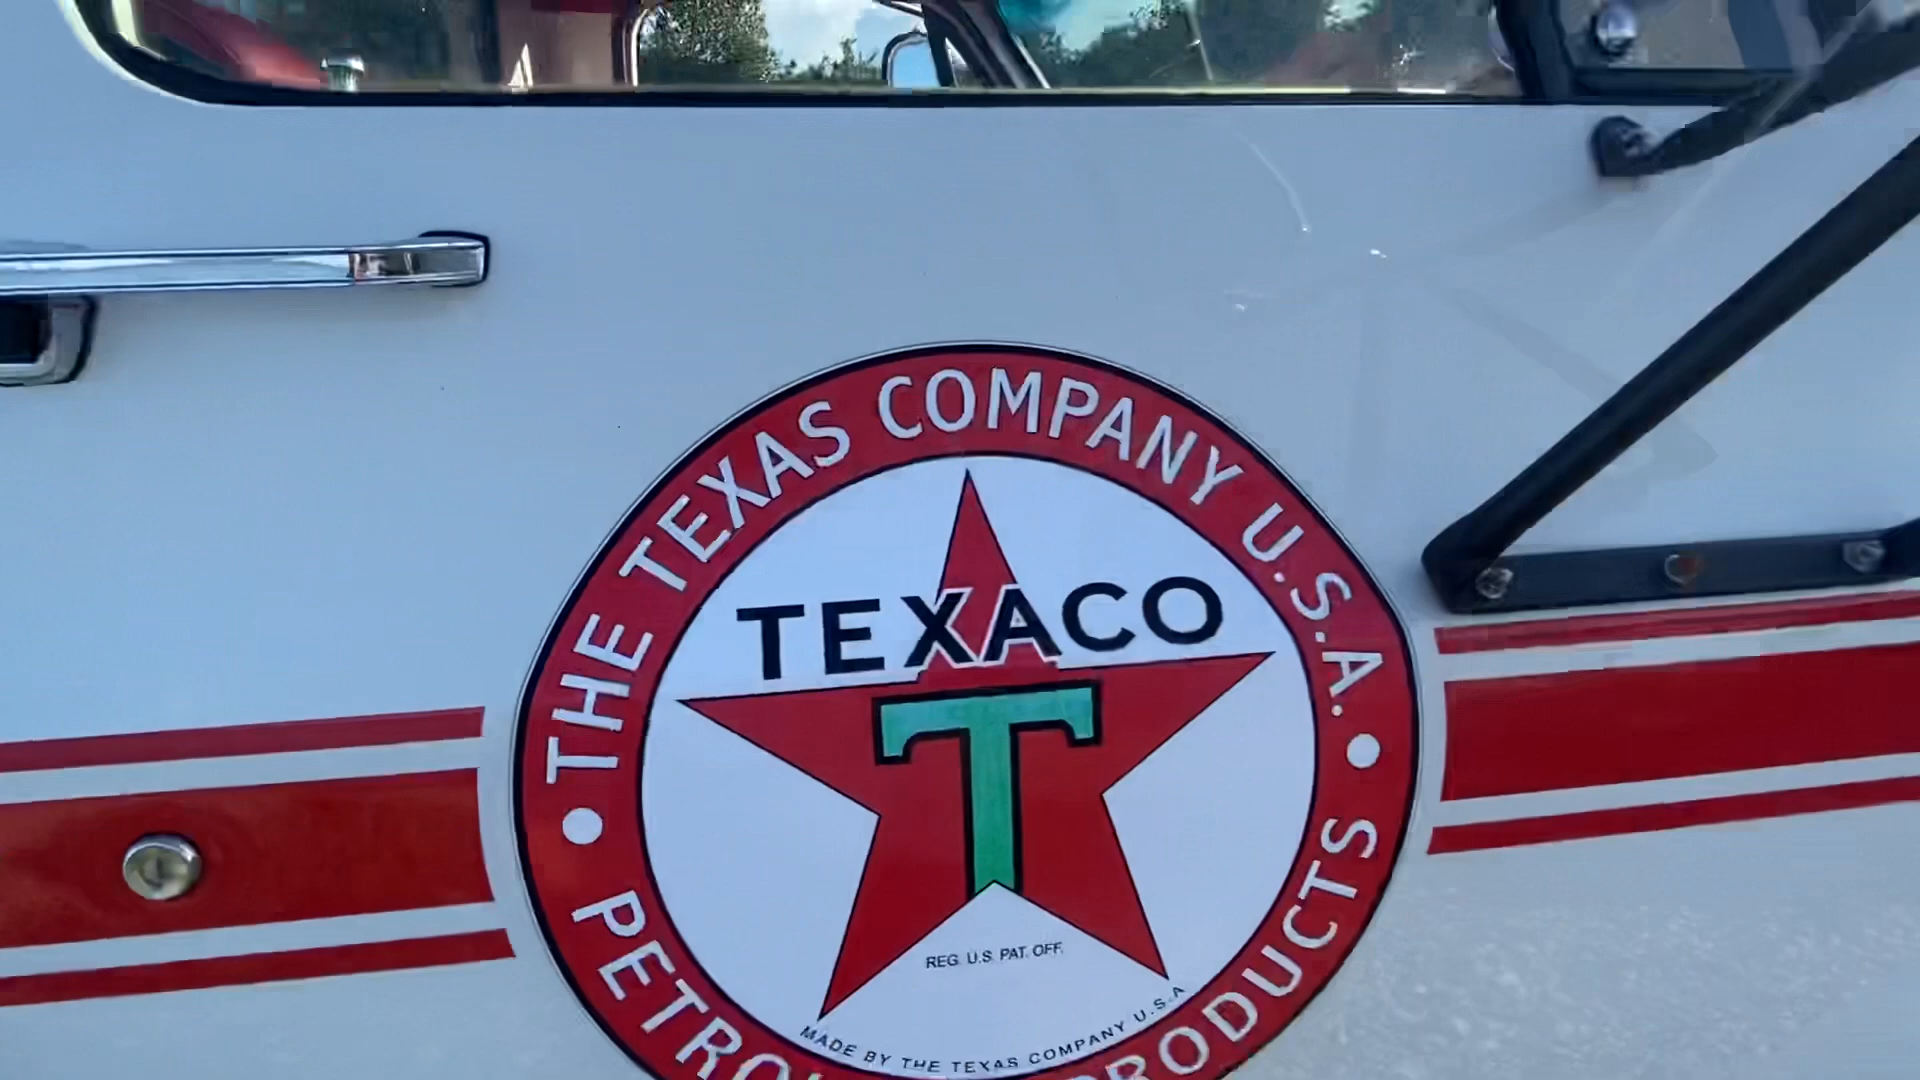 • THE TEXAS COMPANY U.S.A. •
TEXACO
T
REG. U.S. PAT. OFF.
MADE BY THE TEXAS COMPANY U.S.A
PRODUCTS